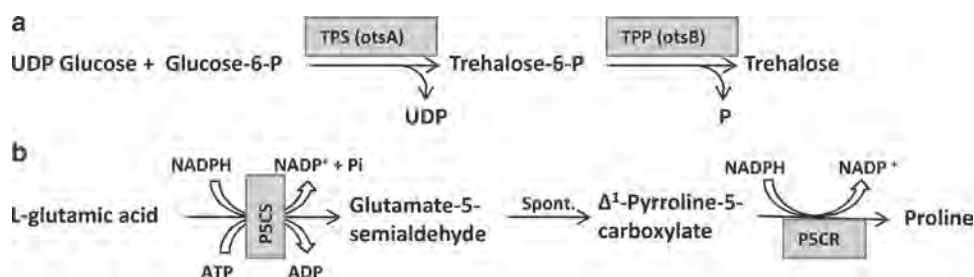 a
TPS (otsA) TPP (otsB)
UDP Glucose + Glucose-6-P Trehalose-6-P Trehalose
UDP P
b
NADPH NADP⁺ + Pi NADPH NADP⁺
L-glutamic acid P5CS Glutamate-5-semialdehyde Spont. Δ¹-Pyrroline-5-carboxylate Proline
P5CR
ATP ADP